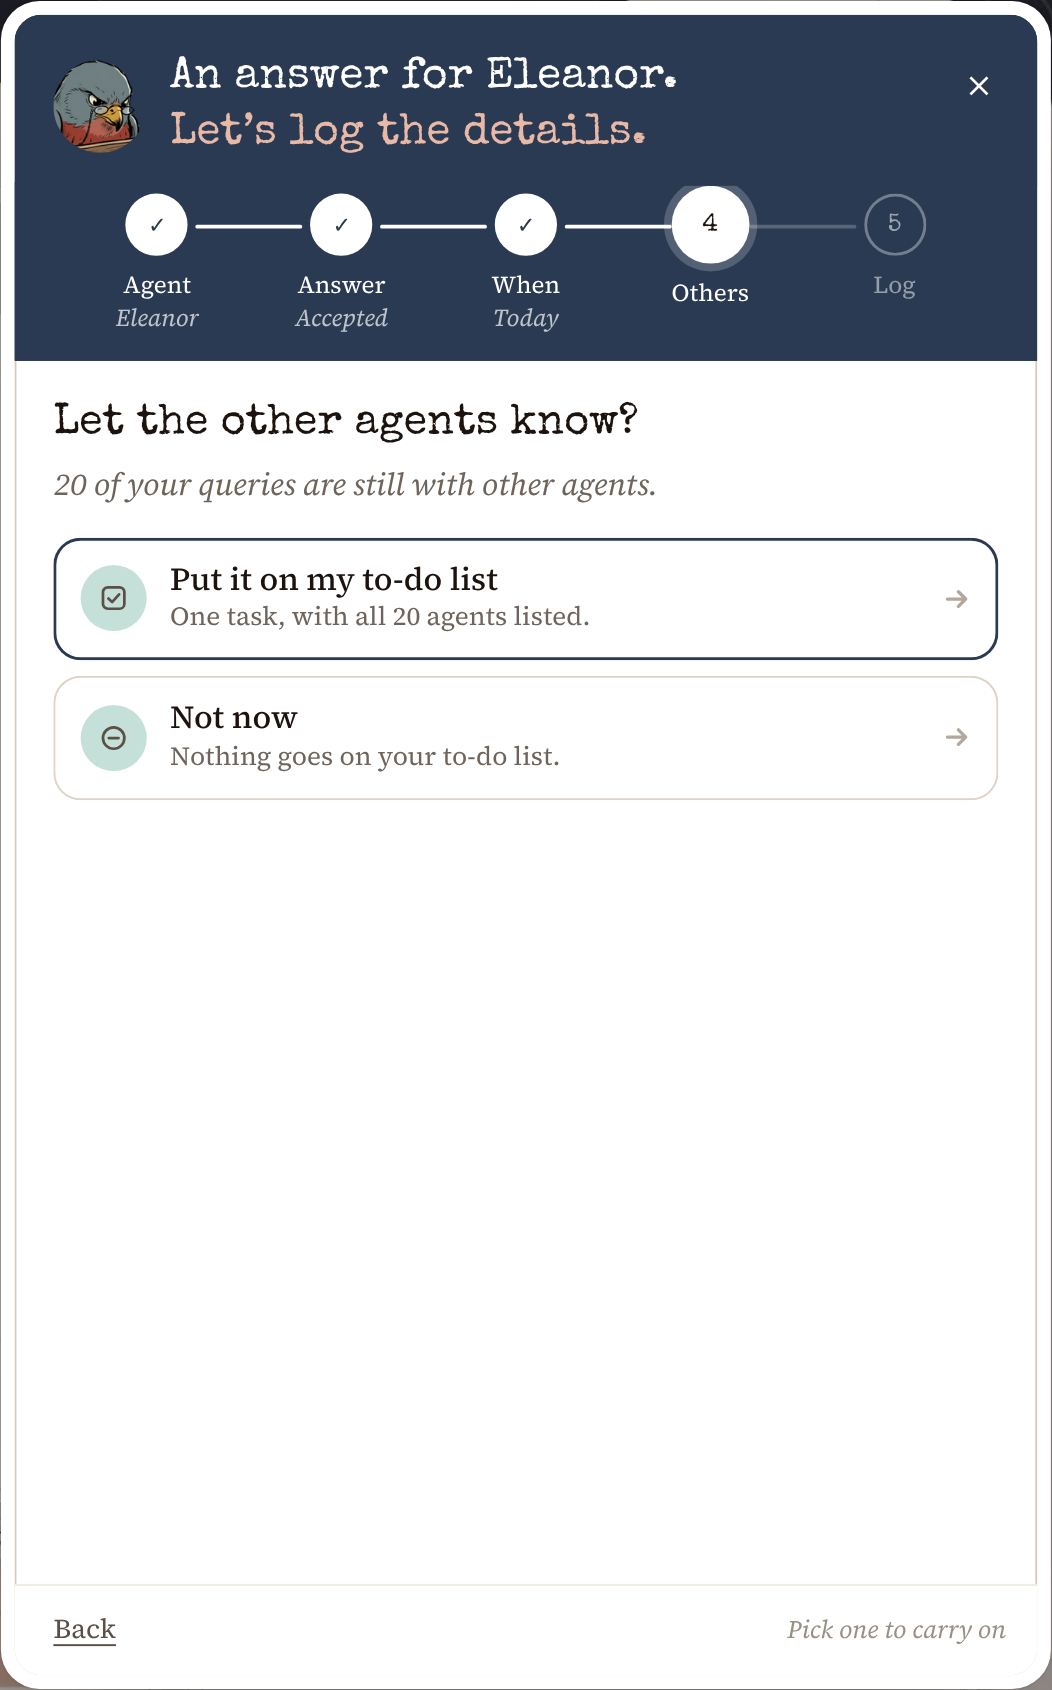 An answer for Eleanor.
Let’s log the details.
✓ ✓ ✓ 4 5
Agent Answer When Others Log
Eleanor Accepted Today
Let the other agents know?
20 of your queries are still with other agents.
Put it on my to-do list
One task, with all 20 agents listed.
Not now
Nothing goes on your to-do list.
Back Pick one to carry on